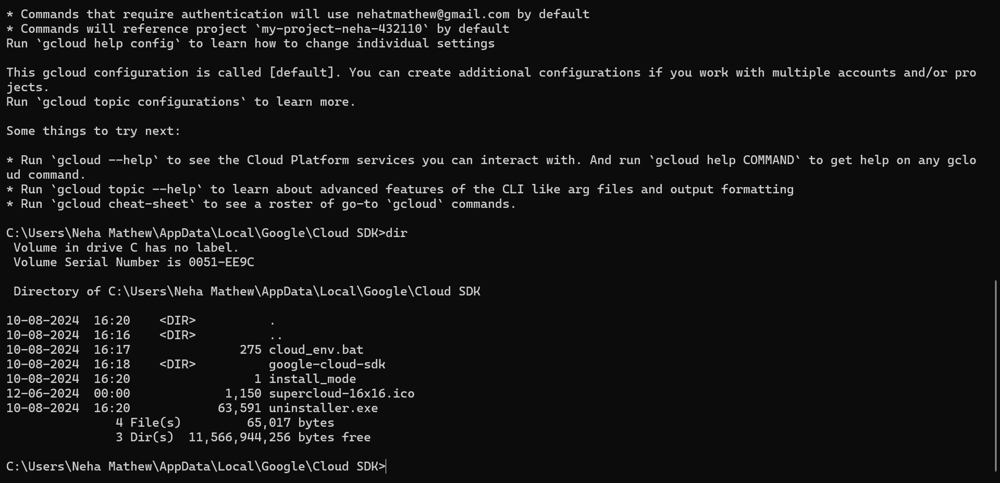 * Commands that require authentication will use nehatmathew@gmail.com by default
* Commands will reference project `my-project-neha-432110` by default
Run `gcloud help config` to learn how to change individual settings

This gcloud configuration is called [default]. You can create additional configurations if you work with multiple accounts and/or pro
jects.
Run `gcloud topic configurations` to learn more.

Some things to try next:

* Run `gcloud --help` to see the Cloud Platform services you can interact with. And run `gcloud help COMMAND` to get help on any gclo
ud command.
* Run `gcloud topic --help` to learn about advanced features of the CLI like arg files and output formatting
* Run `gcloud cheat-sheet` to see a roster of go-to `gcloud` commands.

C:\Users\Neha Mathew\AppData\Local\Google\Cloud SDK>dir
 Volume in drive C has no label.
 Volume Serial Number is 0051-EE9C

 Directory of C:\Users\Neha Mathew\AppData\Local\Google\Cloud SDK

10-08-2024  16:20    <DIR>          .
10-08-2024  16:16    <DIR>          ..
10-08-2024  16:17               275 cloud_env.bat
10-08-2024  16:18    <DIR>          google-cloud-sdk
10-08-2024  16:20                 1 install_mode
12-06-2024  00:00             1,150 supercloud-16x16.ico
10-08-2024  16:20            63,591 uninstaller.exe
               4 File(s)         65,017 bytes
               3 Dir(s)  11,566,944,256 bytes free

C:\Users\Neha Mathew\AppData\Local\Google\Cloud SDK>